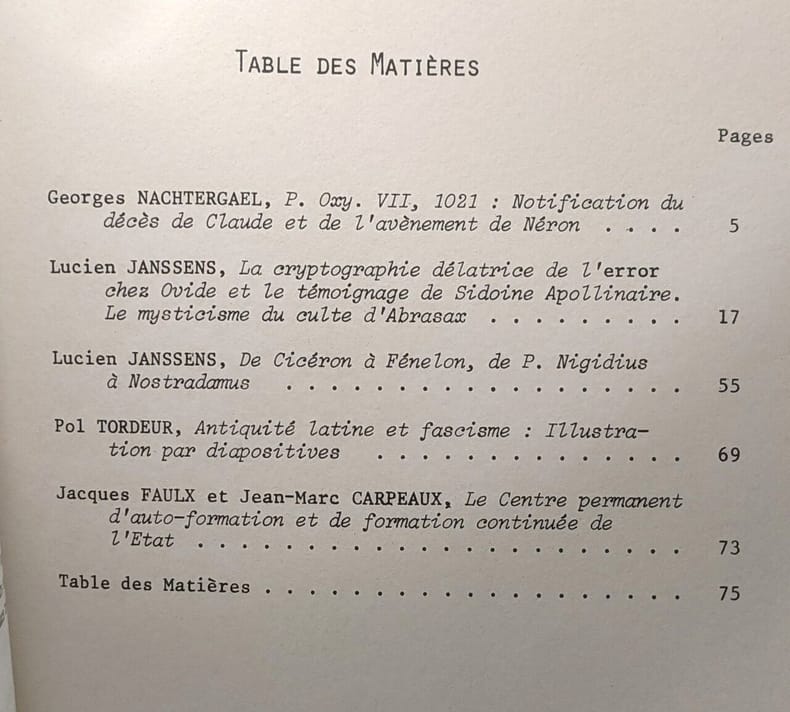 TABLE DES MATIÈRES
Pages
Georges NACHTERGAEL, P. Oxy. VII, 1021 : Notification du
décès de Claude et de l'avènement de Néron . . . . 5
Lucien JANSSENS, La cryptographie délatrice de l'error
chez Ovide et le témoignage de Sidoine Apollinaire.
Le mysticisme du culte d'Abrasax . . . . . . . . . 17
Lucien JANSSENS, De Cicéron à Fénelon, de P. Nigidius
à Nostradamus . . . . . . . . . . . . . . . . . . 55
Pol TORDEUR, Antiquité latine et fascisme : Illustra-
tion par diapositives . . . . . . . . . . . . . . 69
Jacques FAULX et Jean-Marc CARPEAUX, Le Centre permanent
d'auto-formation et de formation continuée de
l'Etat . . . . . . . . . . . . . . . . . . . . . . 73
Table des Matières . . . . . . . . . . . . . . . . . . . 75